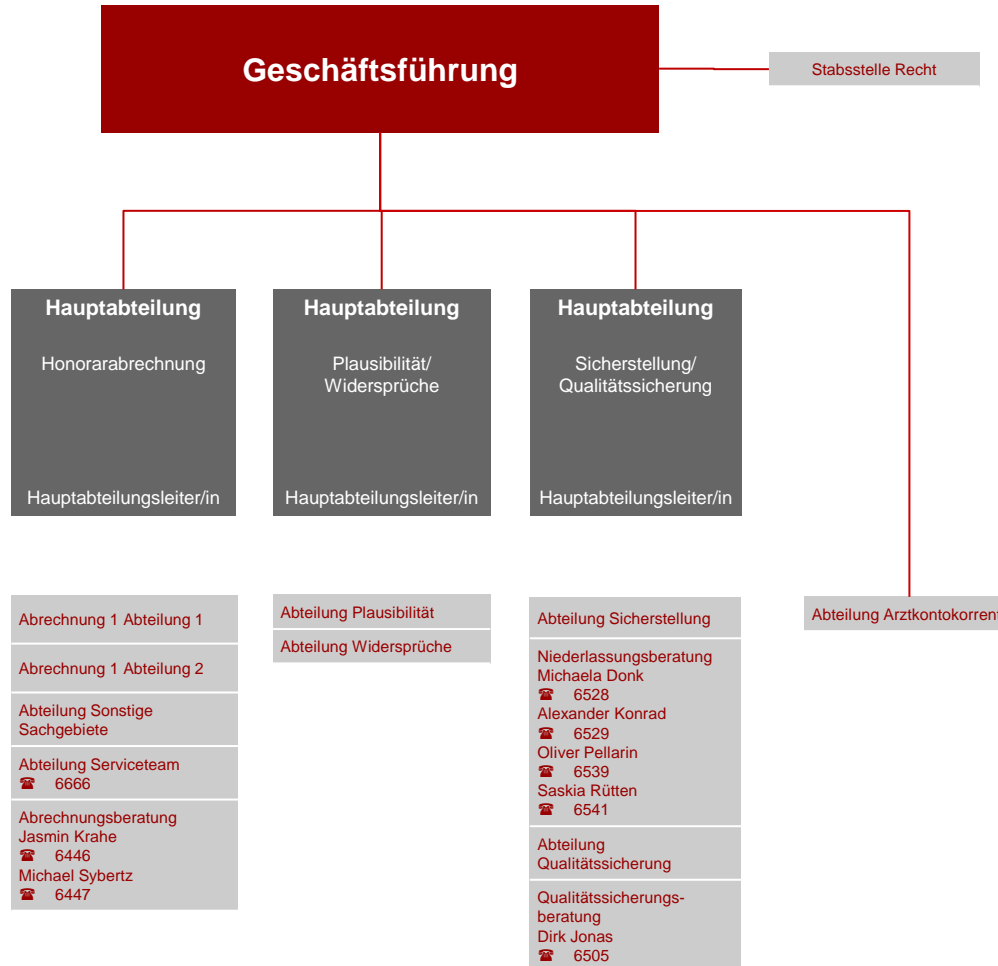 Geschäftsführung
Stabsstelle Recht
Hauptabteilung
Honorarabrechnung
Hauptabteilungsleiter/in
Hauptabteilung
Plausibilität/
Widersprüche
Hauptabteilungsleiter/in
Hauptabteilung
Sicherstellung/
Qualitätssicherung
Hauptabteilungsleiter/in
Abrechnung 1 Abteilung 1
Abrechnung 1 Abteilung 2
Abteilung Sonstige
Sachgebiete
Abteilung Serviceteam
☎ 6666
Abrechnungsberatung
Jasmin Krahe
☎ 6446
Michael Sybertz
☎ 6447
Abteilung Plausibilität
Abteilung Widersprüche
Abteilung Sicherstellung
Niederlassungsberatung
Michaela Donk
☎ 6528
Alexander Konrad
☎ 6529
Oliver Pellarin
☎ 6539
Saskia Rütten
☎ 6541
Abteilung
Qualitätssicherung
Qualitätssicherungs-
beratung
Dirk Jonas
☎ 6505
Abteilung Arztkontokorrent